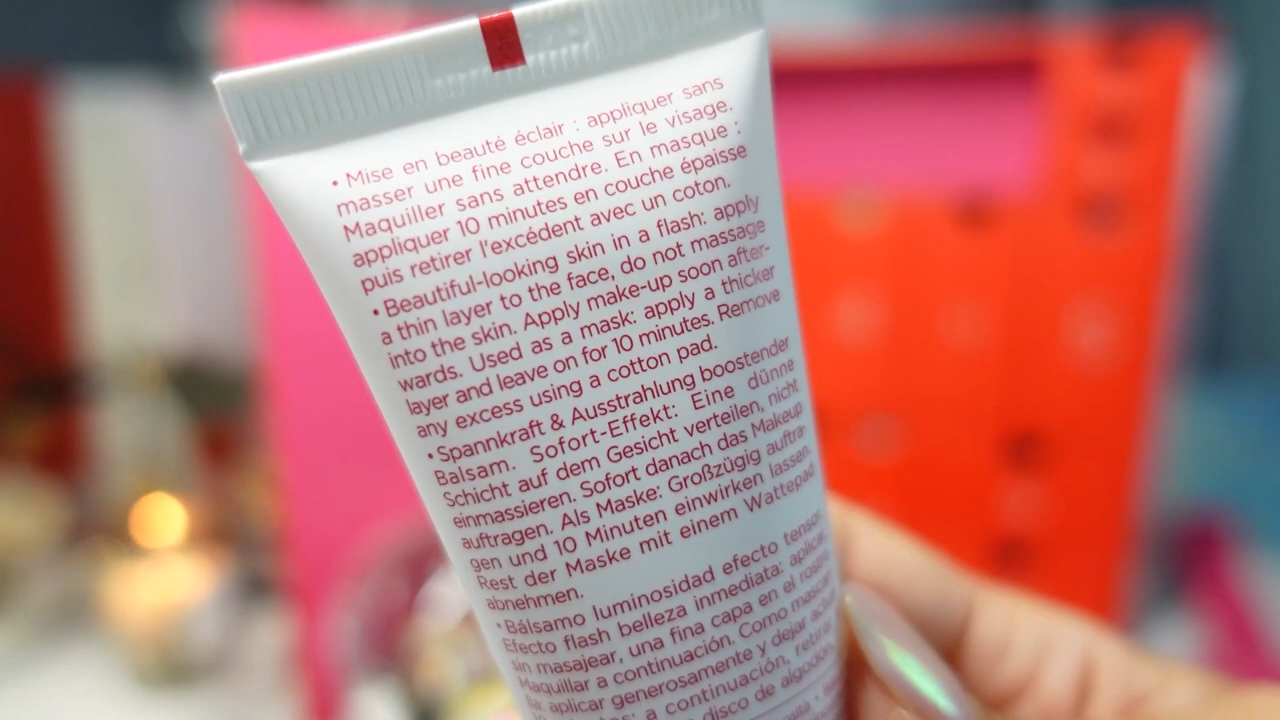 • Mise en beauté éclair : appliquer sans
masser une fine couche sur le visage.
Maquiller sans attendre. En masque :
appliquer 10 minutes en couche épaisse
puis retirer l'excédent avec un coton.
• Beautiful-looking skin in a flash: apply
a thin layer to the face, do not massage
into the skin. Apply make-up soon after-
wards. Used as a mask: apply a thicker
layer and leave on for 10 minutes. Remove
any excess using a cotton pad.
• Spannkraft & Ausstrahlung boostender
Balsam. Sofort-Effekt: Eine dünne
Schicht auf dem Gesicht verteilen, nicht
einmassieren. Sofort danach das Makeup
auftragen. Als Maske: Großzügig auftra-
gen und 10 Minuten einwirken lassen.
Rest der Maske mit einem Wattepad
abnehmen.
• Bálsamo luminosidad efecto tensor.
Efecto flash belleza inmediata: aplicar,
sin masajear, una fina capa en el rostro
Maquillar a continuación. Como masca
lla: aplicar generosamente y dejar actu
a continuación, retira
disco de algodó